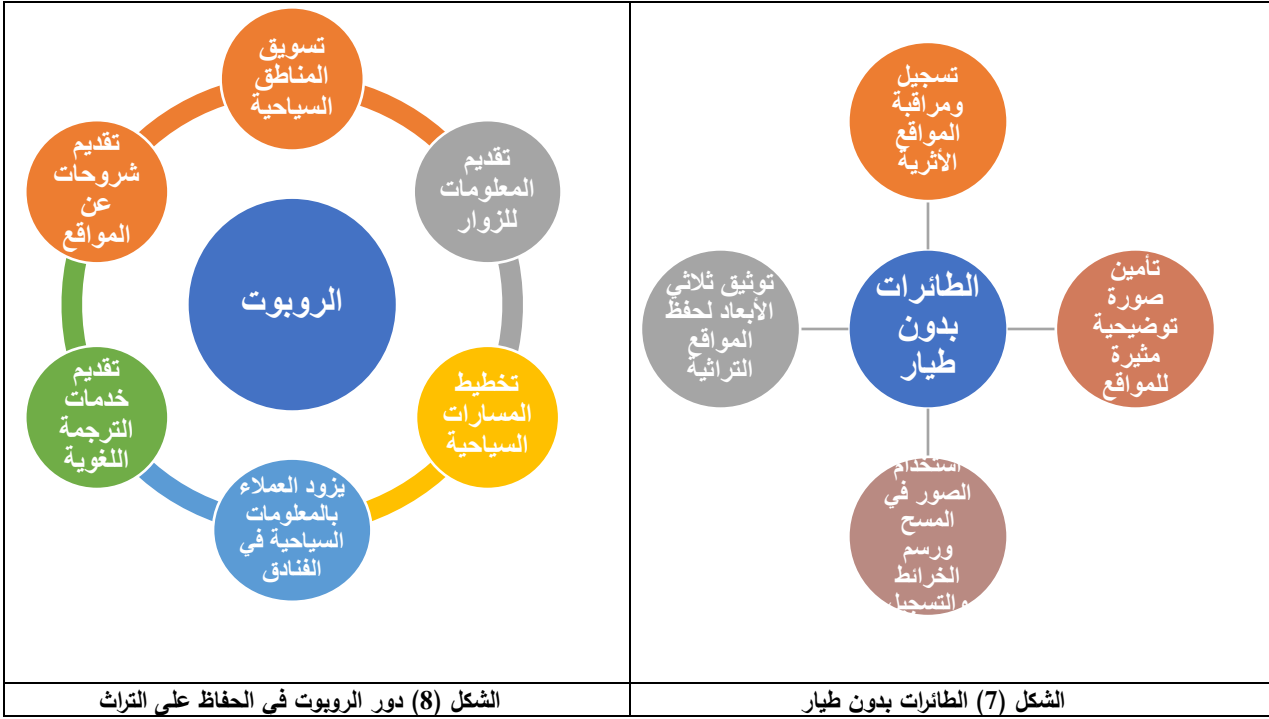 تسجيل
ومراقبة
المواقع
الأثرية
تأمين
صورة
توضيحية
مثيرة
للمواقع
الطائرات
بدون
طيار
توثيق ثلاثي
الأبعاد لحفظ
المواقع
التراثية
استخدام
الصور في
المسح
ورسم
الخرائط
والتسجيل
الشكل (7) الطائرات بدون طيار
تسويق
المناطق
السياحية
تقديم
المعلومات
للزوار
تخطيط
المسارات
السياحية
يزود العملاء
بالمعلومات
السياحية في
الفنادق
تقديم
خدمات
الترجمة
اللغوية
تقديم
شروحات
عن
المواقع
الروبوت
الشكل (8) دور الروبوت في الحفاظ على التراث